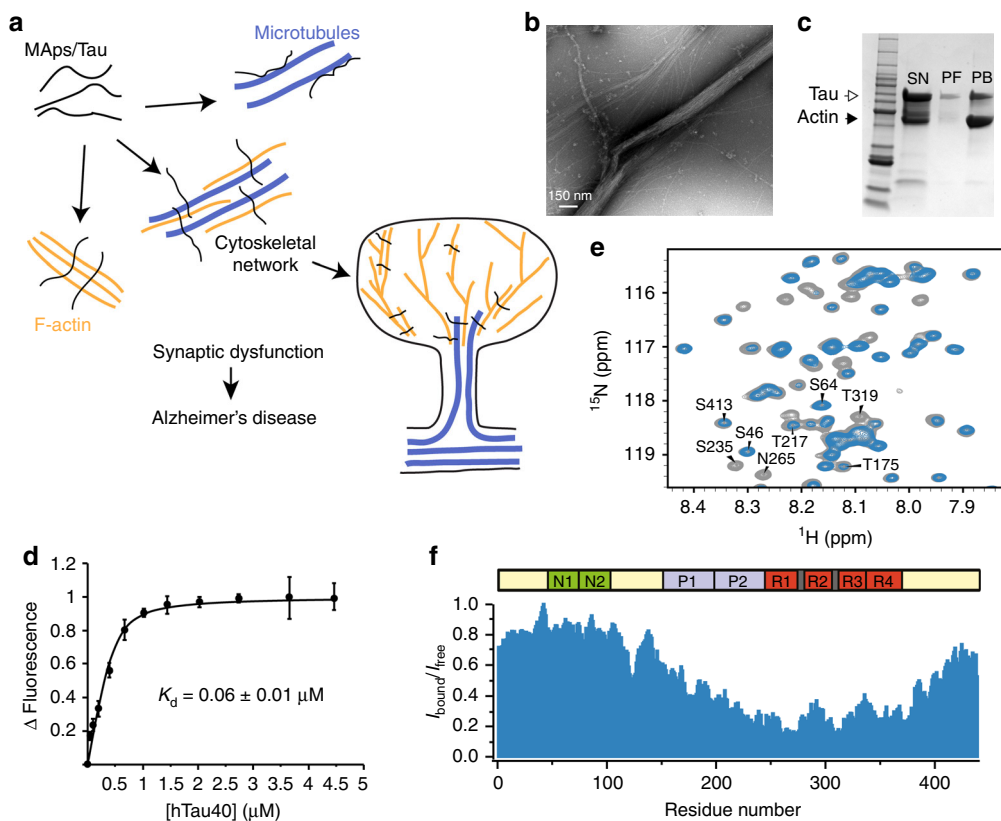 a
MAps/Tau
Microtubules
F-actin
Cytoskeletal
network
Synaptic dysfunction
Alzheimer's disease
b
150 nm
c
SN PF PB
Tau
Actin
e
116
117
118
119
15N (ppm)
S413
S46
S235
N265
T217
S64
T319
T175
8.4 8.3 8.2 8.1 8.0 7.9
1H (ppm)
d
1.2
1
0.8
0.6
0.4
0.2
Δ Fluorescence
Kd = 0.06 ± 0.01 μM
0.5 1 1.5 2 2.5 3 3.5 4 4.5 5
[hTau40] (μM)
f
N1 N2 P1 P2 R1 R2 R3 R4
1.0
0.8
0.6
0.4
0.2
0.0
Ibound/Ifree
0 100 200 300 400
Residue number